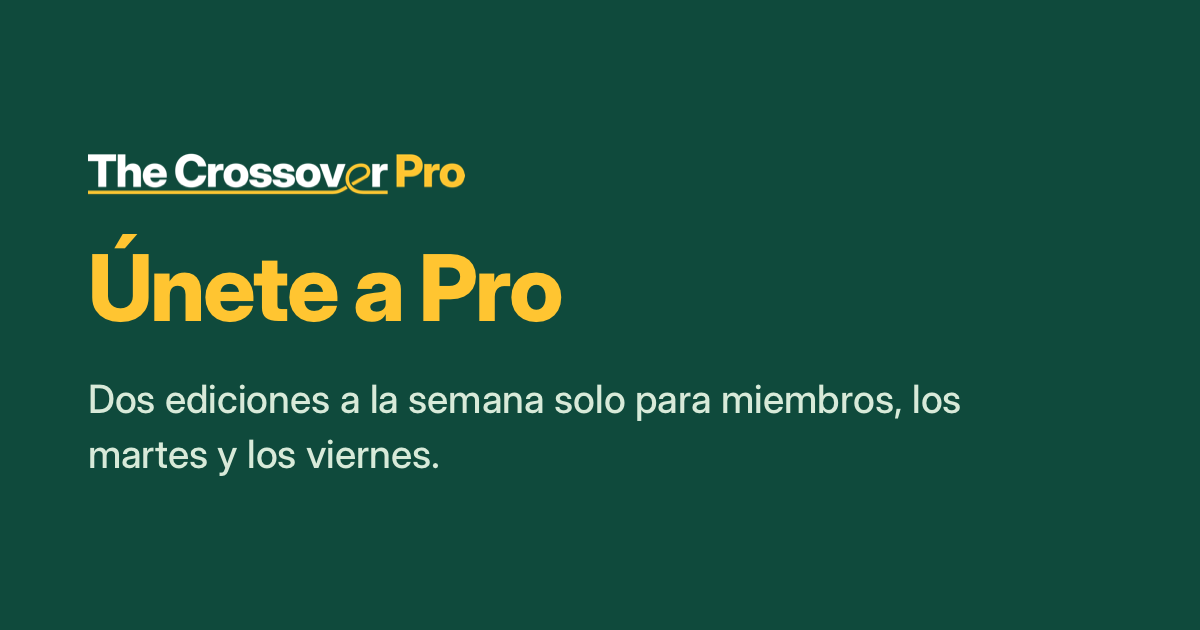 The Crossover Pro
Únete a Pro
Dos ediciones a la semana solo para miembros, los
martes y los viernes.